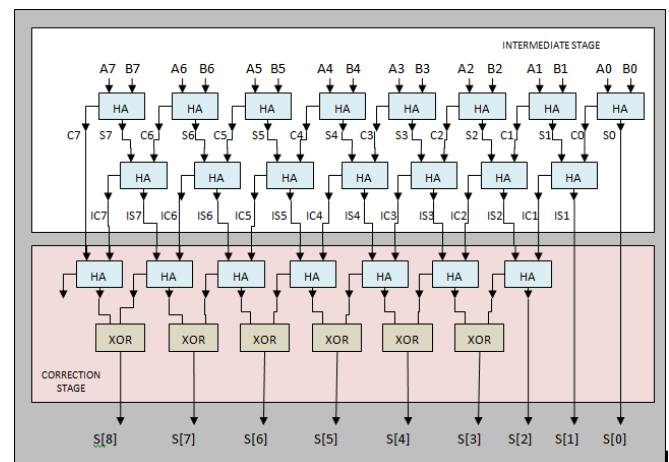 INTERMEDIATE STAGE
A7 B7 A6 B6 A5 B5 A4 B4 A3 B3 A2 B2 A1 B1 A0 B0
HA HA HA HA HA HA HA HA
C7 S7 C6 S6 C5 S5 C4 S4 C3 S3 C2 S2 C1 S1 C0 S0
HA HA HA HA HA HA HA
IC7 IS7 IC6 IS6 IC5 IS5 IC4 IS4 IC3 IS3 IC2 IS2 IC1 IS1
HA HA HA HA HA HA HA
XOR XOR XOR XOR XOR XOR
CORRECTION
STAGE
S[8] S[7] S[6] S[5] S[4] S[3] S[2] S[1] S[0]